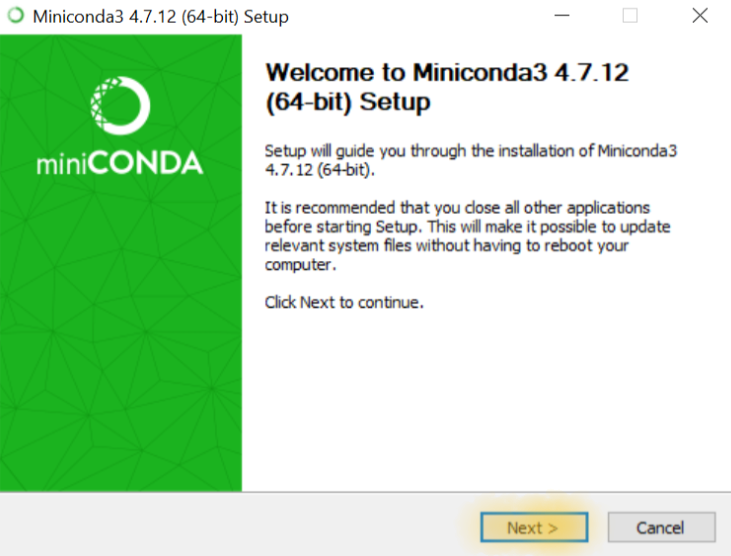 Miniconda3 4.7.12 (64-bit) Setup
miniCONDA
Welcome to Miniconda3 4.7.12
(64-bit) Setup
Setup will guide you through the installation of Miniconda3
4.7.12 (64-bit).
It is recommended that you close all other applications
before starting Setup. This will make it possible to update
relevant system files without having to reboot your
computer.
Click Next to continue.
Next >
Cancel